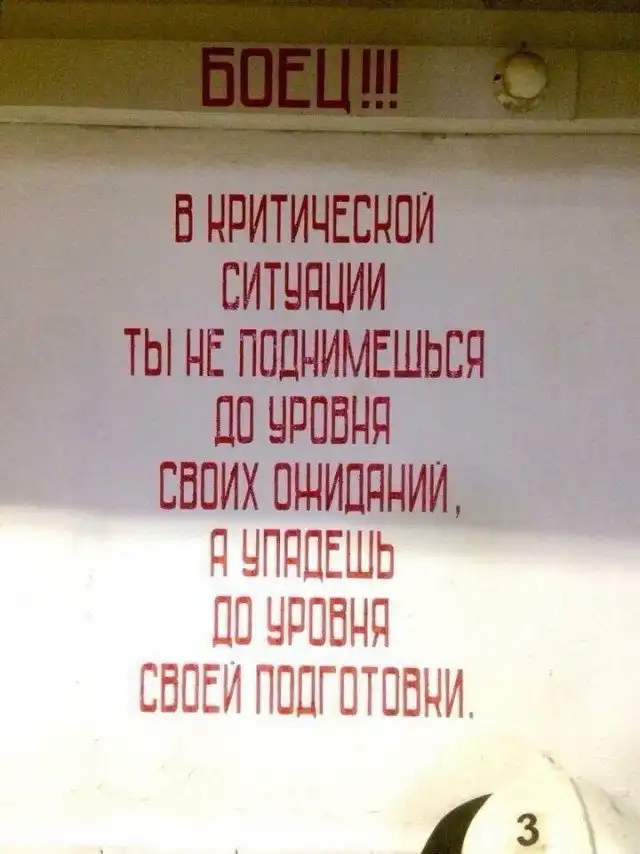 БОЕЦ!!!
В КРИТИЧЕСКОЙ
СИТУАЦИИ
ТЫ НЕ ПОДНИМЕШЬСЯ
ДО УРОВНЯ
СВОИХ ОЖИДАНИЙ,
А УПАДЕШЬ
ДО УРОВНЯ
СВОЕЙ ПОДГОТОВКИ.
3